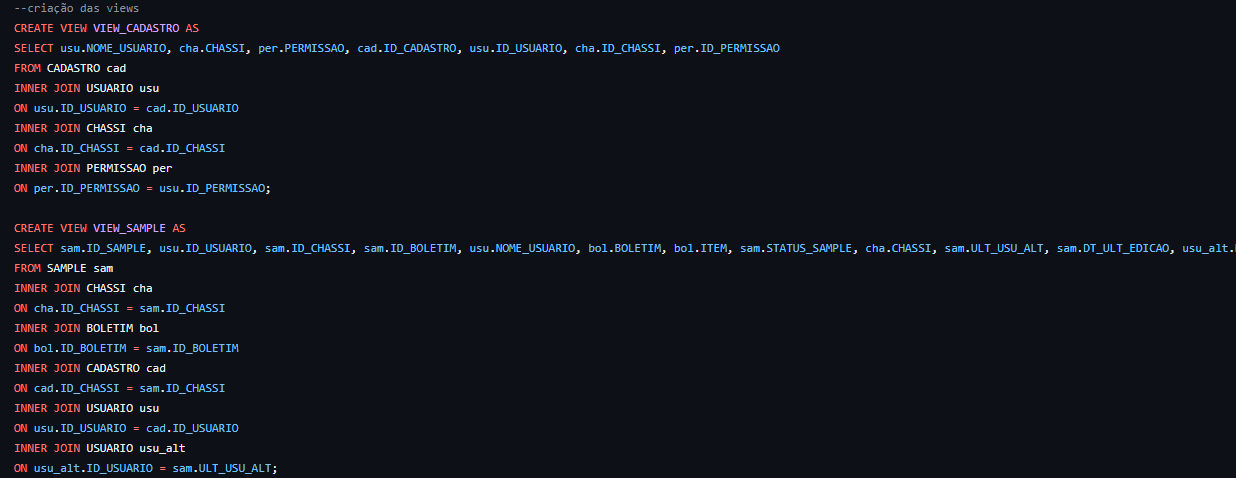 --criação das views
CREATE VIEW VIEW_CADASTRO AS
SELECT usu.NOME_USUARIO, cha.CHASSI, per.PERMISSAO, cad.ID_CADASTRO, usu.ID_USUARIO, cha.ID_CHASSI, per.ID_PERMISSAO
FROM CADASTRO cad
INNER JOIN USUARIO usu
ON usu.ID_USUARIO = cad.ID_USUARIO
INNER JOIN CHASSI cha
ON cha.ID_CHASSI = cad.ID_CHASSI
INNER JOIN PERMISSAO per
ON per.ID_PERMISSAO = usu.ID_PERMISSAO;
CREATE VIEW VIEW_SAMPLE AS
SELECT sam.ID_SAMPLE, usu.ID_USUARIO, sam.ID_CHASSI, sam.ID_BOLETIM, usu.NOME_USUARIO, bol.BOLETIM, bol.ITEM, sam.STATUS_SAMPLE, cha.CHASSI, sam.ULT_USU_ALT, sam.DT_ULT_EDICAO, usu_alt.
FROM SAMPLE sam
INNER JOIN CHASSI cha
ON cha.ID_CHASSI = sam.ID_CHASSI
INNER JOIN BOLETIM bol
ON bol.ID_BOLETIM = sam.ID_BOLETIM
INNER JOIN CADASTRO cad
ON cad.ID_CHASSI = sam.ID_CHASSI
INNER JOIN USUARIO usu
ON usu.ID_USUARIO = cad.ID_USUARIO
INNER JOIN USUARIO usu_alt
ON usu_alt.ID_USUARIO = sam.ULT_USU_ALT;